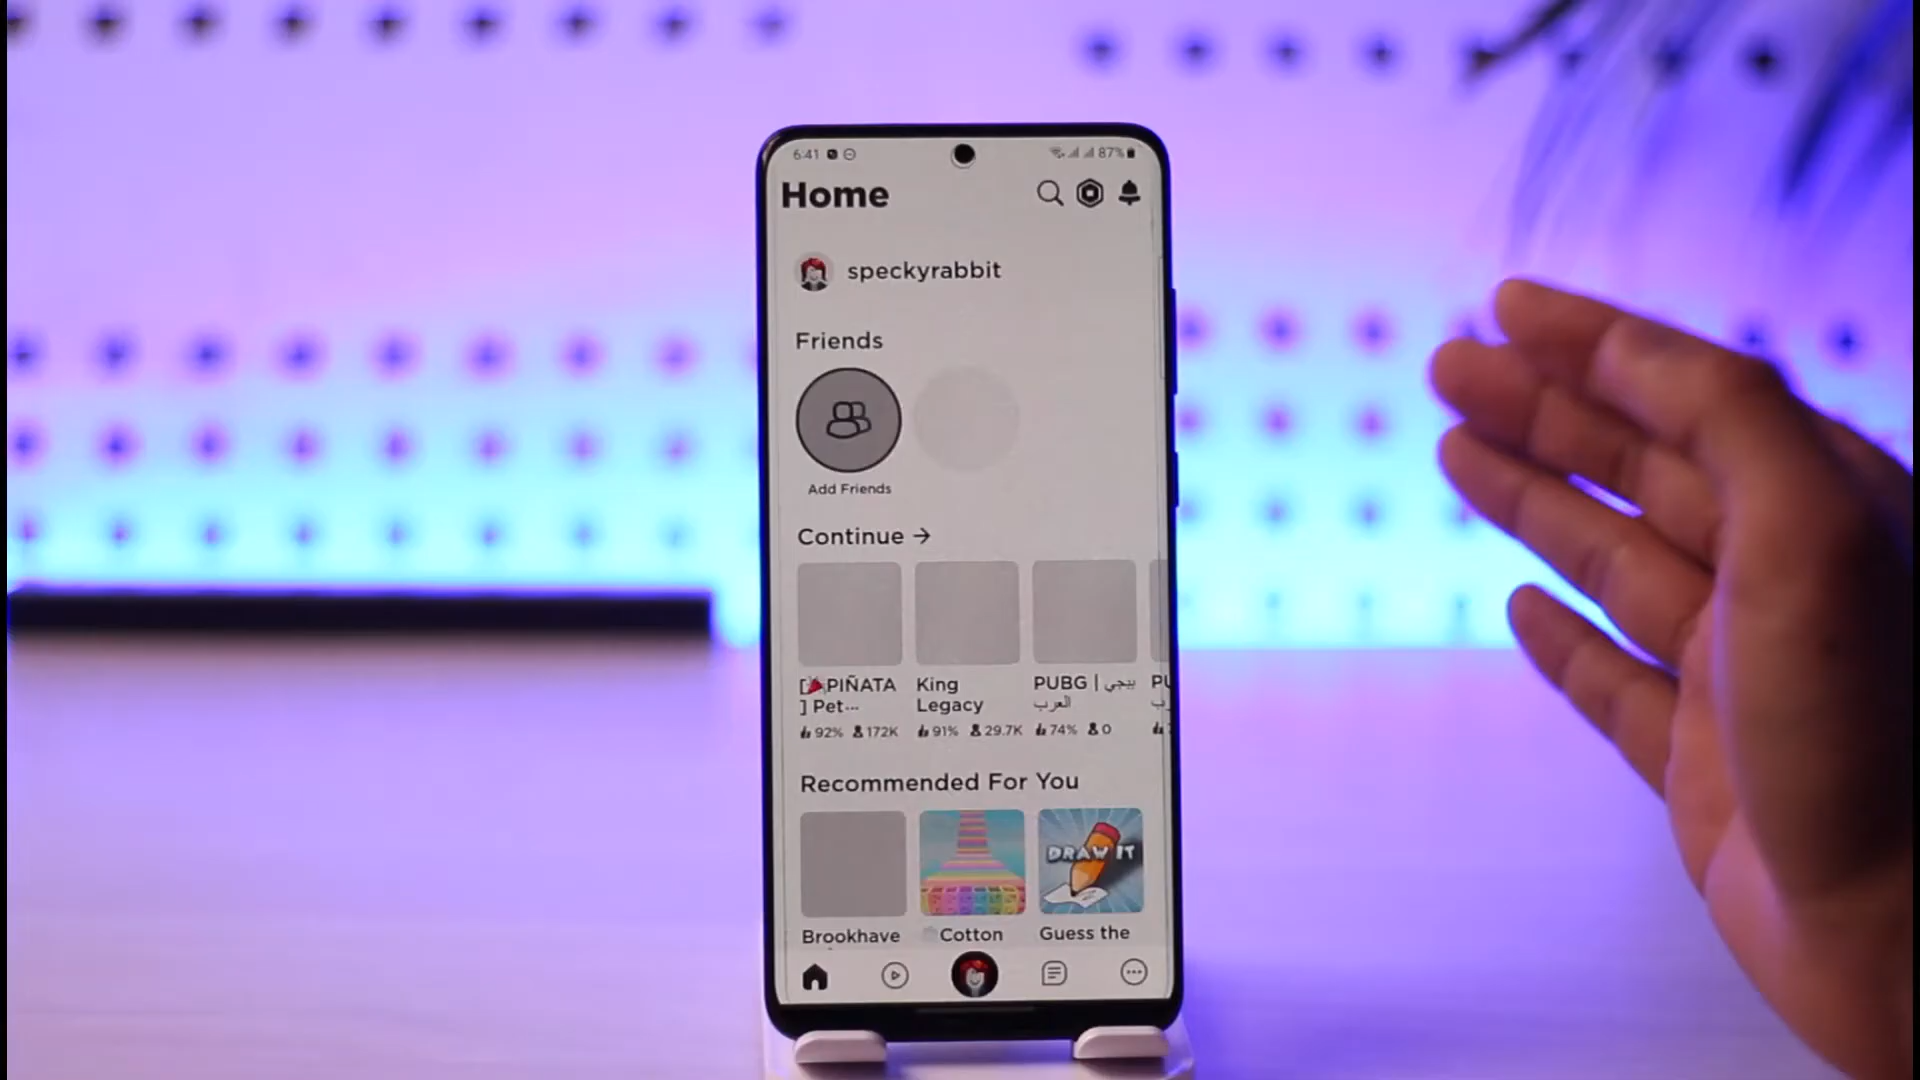 6:41 87%
Home
speckyrabbit
Friends
Add Friends
Continue →
[🎉PIÑATA
] Pet...
92% 172K
King
Legacy
91% 29.7K
PUBG | ببجي
العرب
74% 0
PU
Recommended For You
DRAW IT
Brookhave
Cotton
Guess the